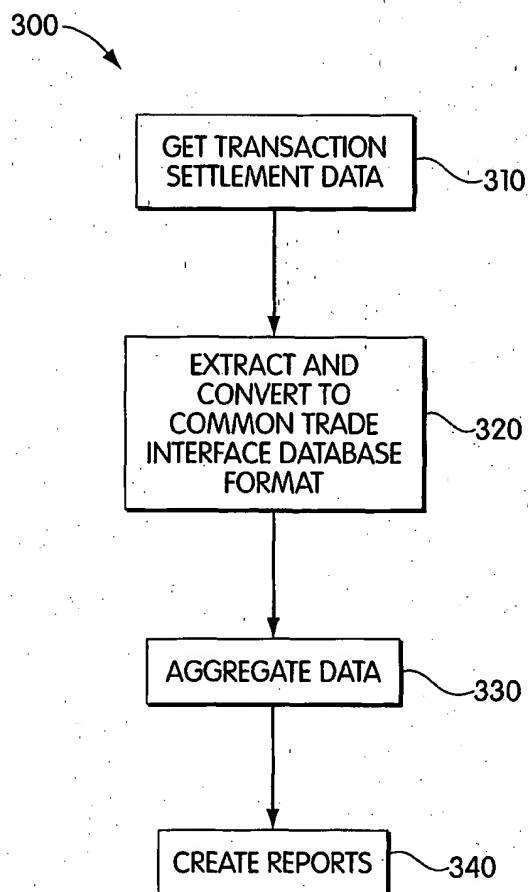 300
GET TRANSACTION
SETTLEMENT DATA
310
EXTRACT AND
CONVERT TO
COMMON TRADE
INTERFACE DATABASE
FORMAT
320
AGGREGATE DATA
330
CREATE REPORTS
340